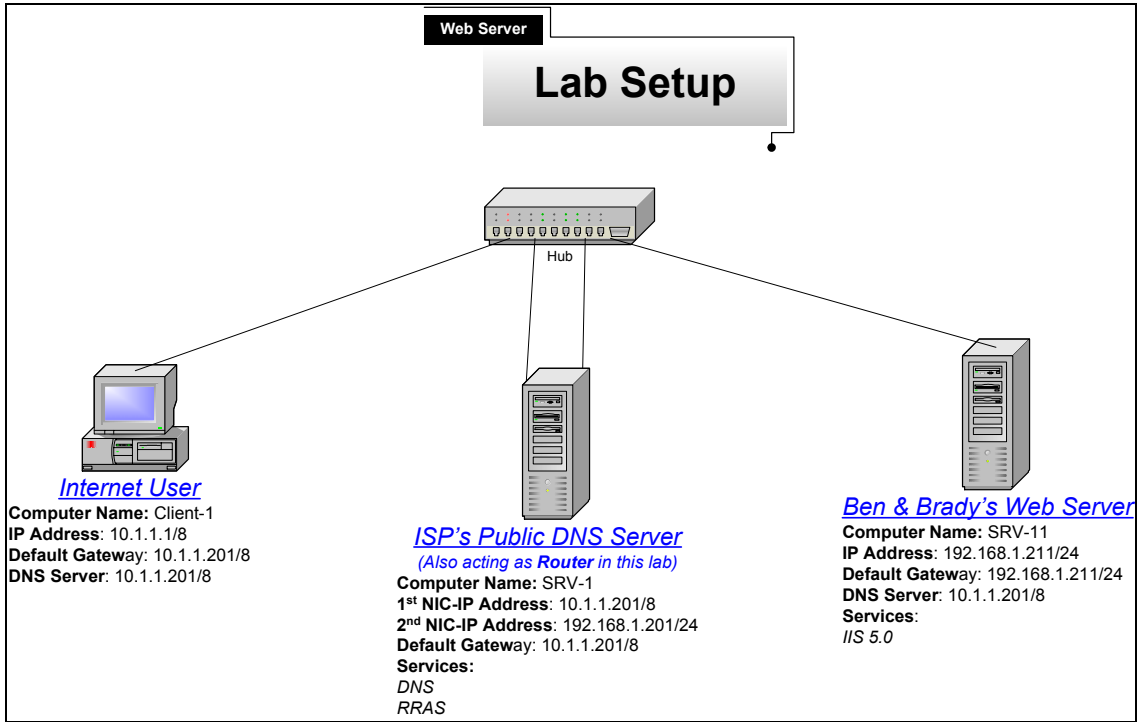 Web Server
Lab Setup
Hub
Internet User
Computer Name: Client-1
IP Address: 10.1.1.1/8
Default Gateway: 10.1.1.201/8
DNS Server: 10.1.1.201/8
ISP's Public DNS Server
(Also acting as Router in this lab)
Computer Name: SRV-1
1st NIC-IP Address: 10.1.1.201/8
2nd NIC-IP Address: 192.168.1.201/24
Default Gateway: 10.1.1.201/8
Services:
DNS
RRAS
Ben & Brady's Web Server
Computer Name: SRV-11
IP Address: 192.168.1.211/24
Default Gateway: 192.168.1.211/24
DNS Server: 10.1.1.201/8
Services:
IIS 5.0